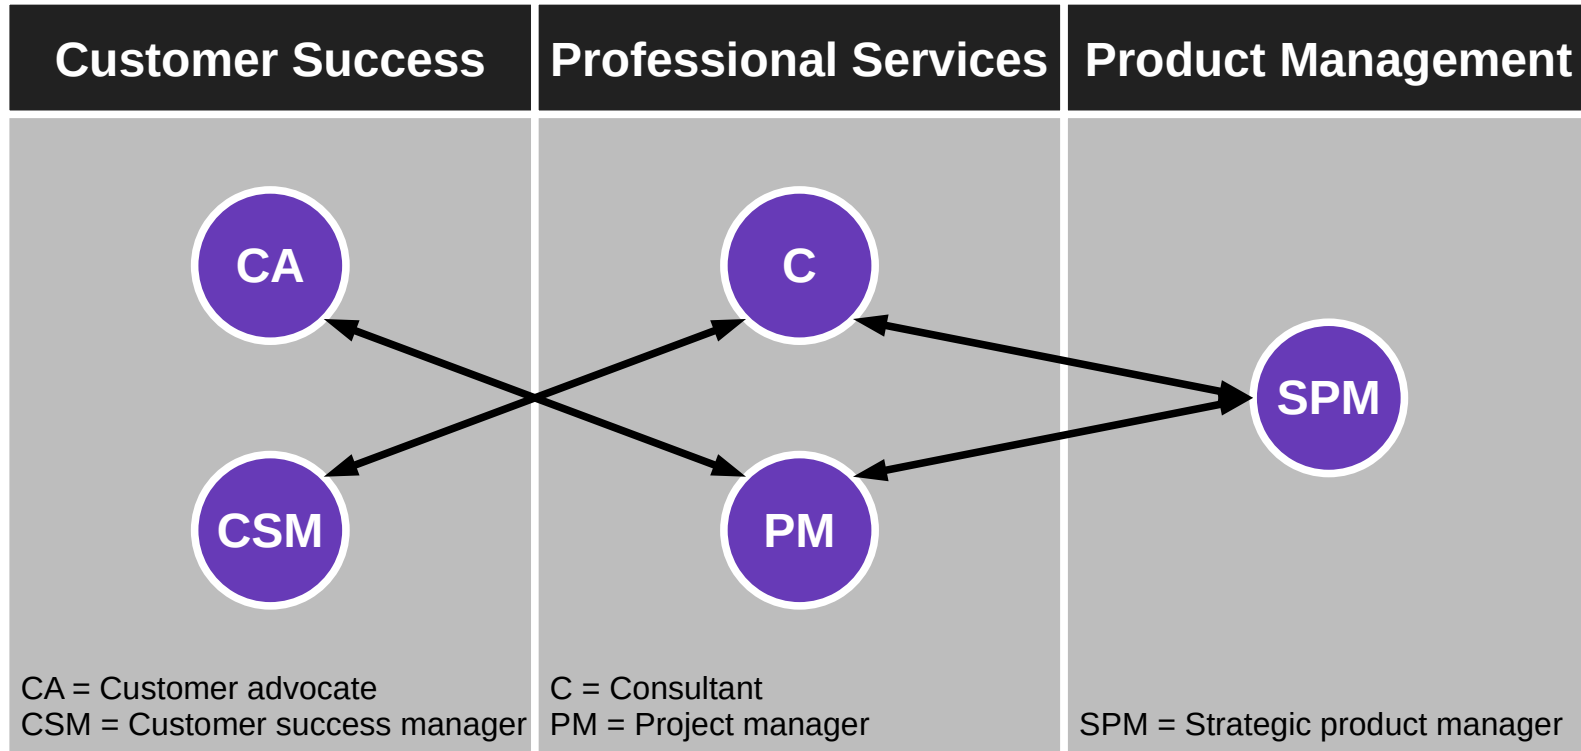 Customer Success
Professional Services
Product Management
CA
C
SPM
CSM
PM
CA = Customer advocate
CSM = Customer success manager
C = Consultant
PM = Project manager
SPM = Strategic product manager